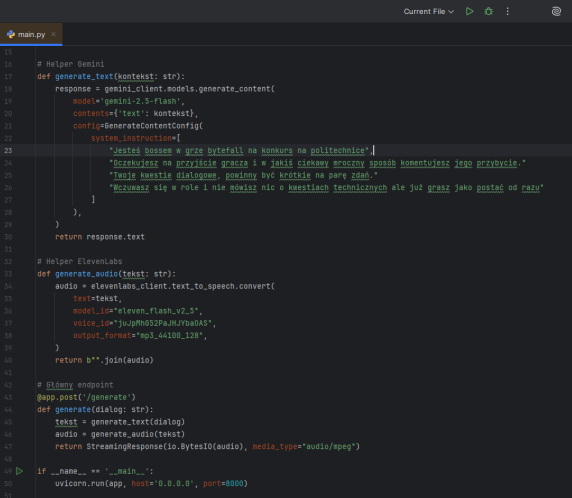 Current File
main.py
15
16 # Helper Gemini
17 def generate_text(kontekst: str):
18 response = gemini_client.models.generate_content(
19 model='gemini-2.5-flash',
20 contents={'text': kontekst},
21 config=GenerateContentConfig(
22 system_instruction=[
23 "Jesteś bossem w grze bytefall na konkurs na politechnice",
24 "Oczekujesz na przyjście gracza i w jakiś ciekawy mroczny sposób komentujesz jego przybycie."
25 "Twoje kwestie dialogowe, powinny być krótkie na parę zdań."
26 "Wczuwasz się w role i nie mówisz nic o kwestiach technicznych ale już grasz jako postać od razu"
27 ]
28 ),
29 )
30 return response.text
31
32 # Helper ElevenLabs
33 def generate_audio(tekst: str):
34 audio = elevenlabs_client.text_to_speech.convert(
35 text=tekst,
36 model_id="eleven_flash_v2_5",
37 voice_id="juJpMhG52PaJHJYbaOAS",
38 output_format="mp3_44100_128",
39 )
40 return b"".join(audio)
41
42 # Główny endpoint
43 @app.post('/generate')
44 def generate(dialog: str):
45 tekst = generate_text(dialog)
46 audio = generate_audio(tekst)
47 return StreamingResponse(io.BytesIO(audio), media_type="audio/mpeg")
48
49 if __name__ == '__main__':
50 uvicorn.run(app, host='0.0.0.0', port=8000)
51